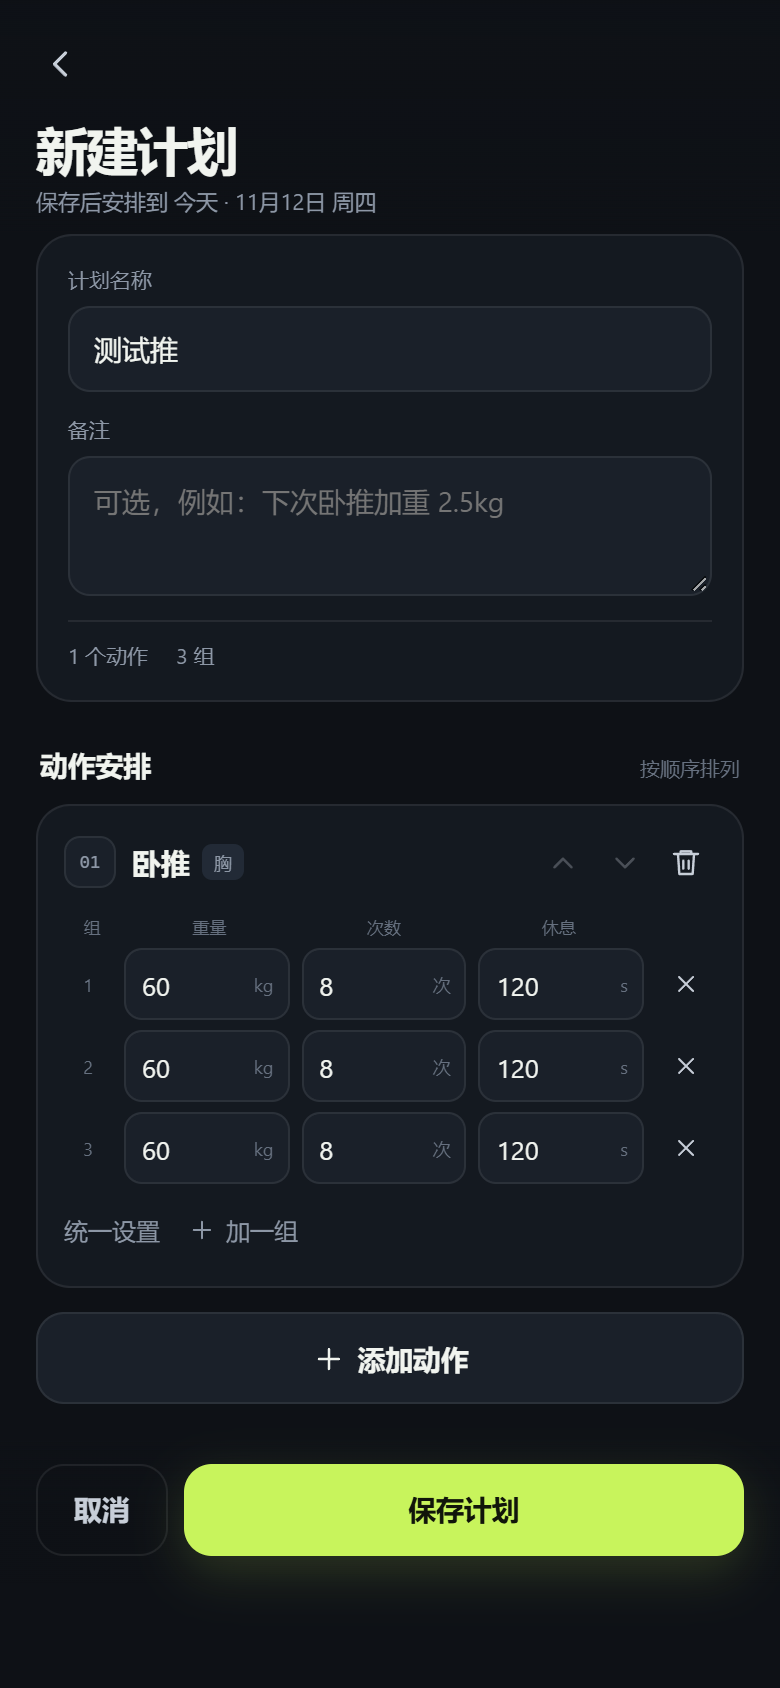 新建计划
保存后安排到 今天 · 11月12日 周四
计划名称
测试推
备注
可选，例如：下次卧推加重 2.5kg
1 个动作 3 组
动作安排 按顺序排列
01 卧推 胸
组 重量 次数 休息
1 60 kg 8 次 120 s
2 60 kg 8 次 120 s
3 60 kg 8 次 120 s
统一设置 + 加一组
+ 添加动作
取消 保存计划